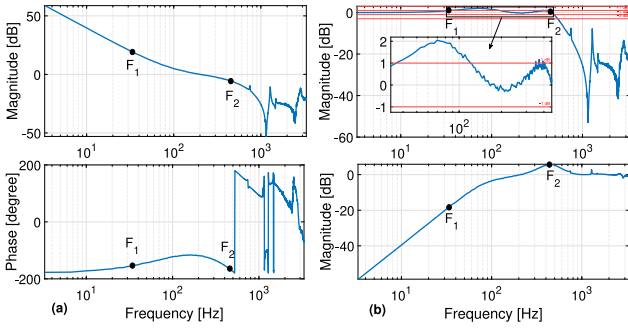 Magnitude [dB]
50
0
-50
F1
F2
10^1
10^2
10^3
Phase [degree]
200
100
0
-100
-200
F1
F2
10^1
10^2
10^3
(a)
Frequency [Hz]
Magnitude [dB]
0
-20
-40
-60
F1
F2
2
1
0
-1
10^2
10^1
10^2
10^3
Magnitude [dB]
0
-20
-40
F1
F2
10^1
10^2
10^3
(b)
Frequency [Hz]